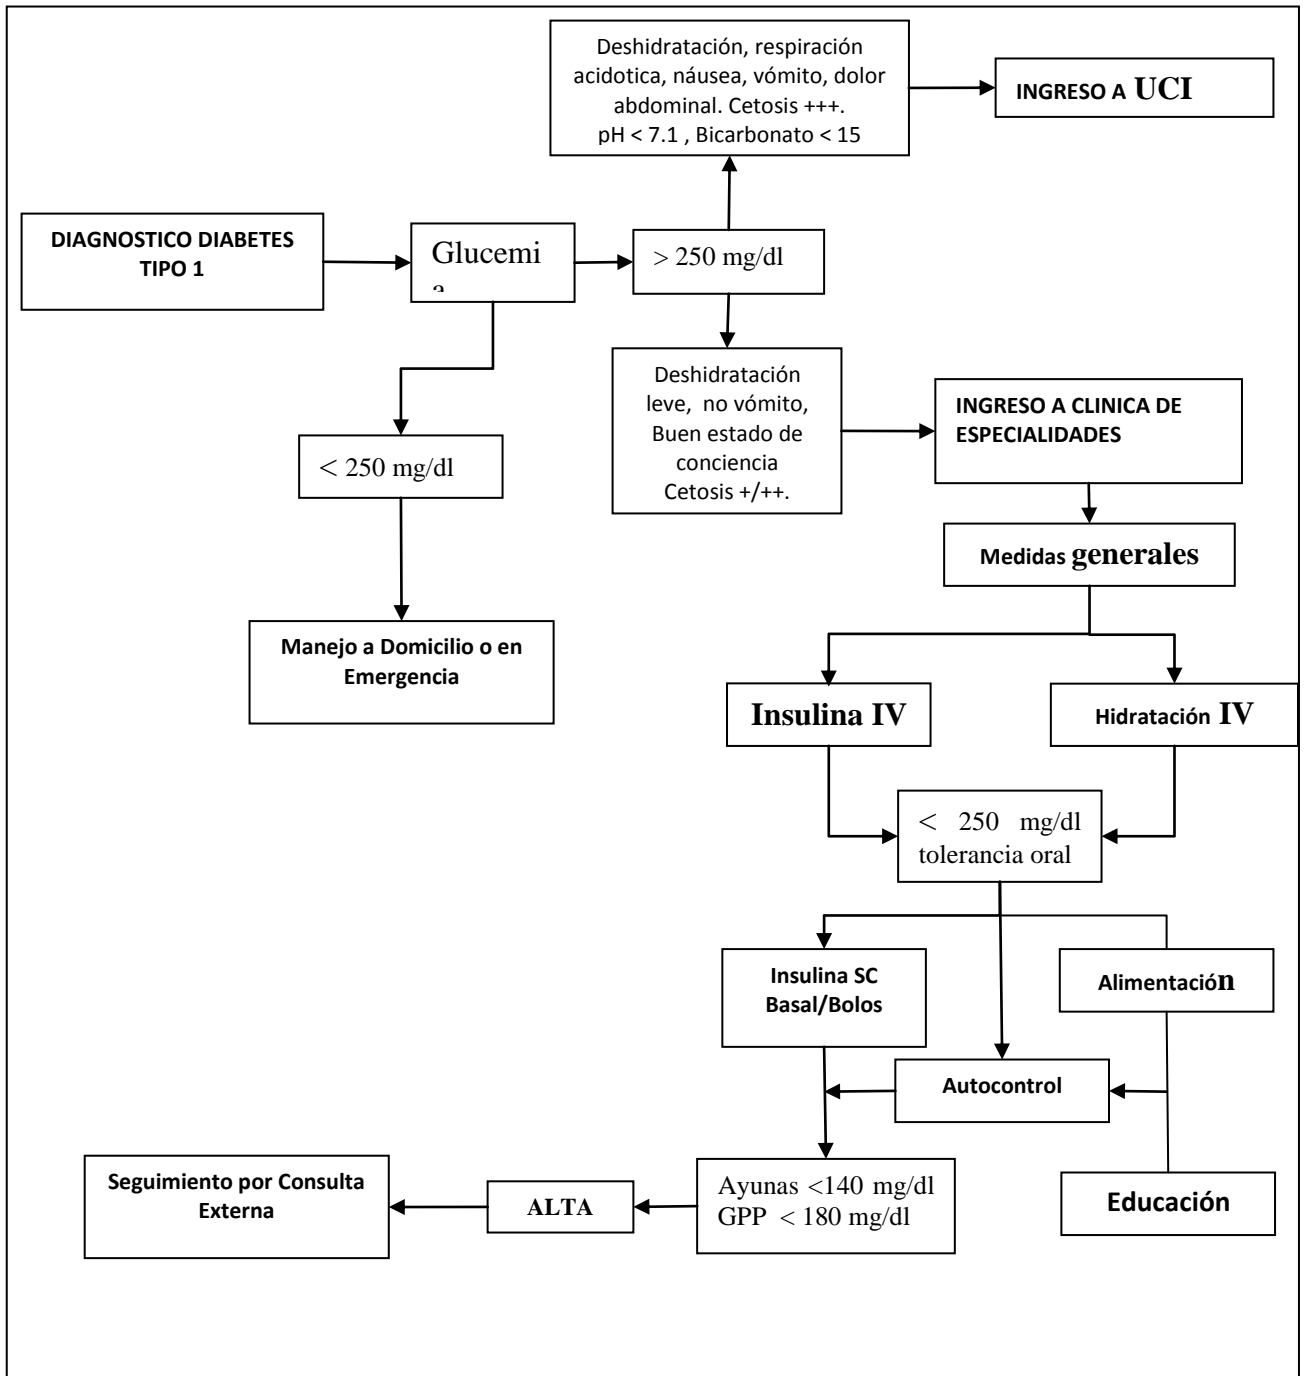 Deshidratación, respiración
acidotica, náusea, vómito, dolor
abdominal. Cetosis +++.
pH < 7.1 , Bicarbonato < 15
INGRESO A UCI
DIAGNOSTICO DIABETES
TIPO 1
Glucemi
a
> 250 mg/dl
Deshidratación
leve, no vómito,
Buen estado de
conciencia
Cetosis +/++.
INGRESO A CLINICA DE
ESPECIALIDADES
< 250 mg/dl
Medidas generales
Manejo a Domicilio o en
Emergencia
Insulina IV
Hidratación IV
< 250 mg/dl
tolerancia oral
Insulina SC
Basal/Bolos
Alimentación
Autocontrol
Ayunas <140 mg/dl
GPP < 180 mg/dl
ALTA
Seguimiento por Consulta
Externa
Educación